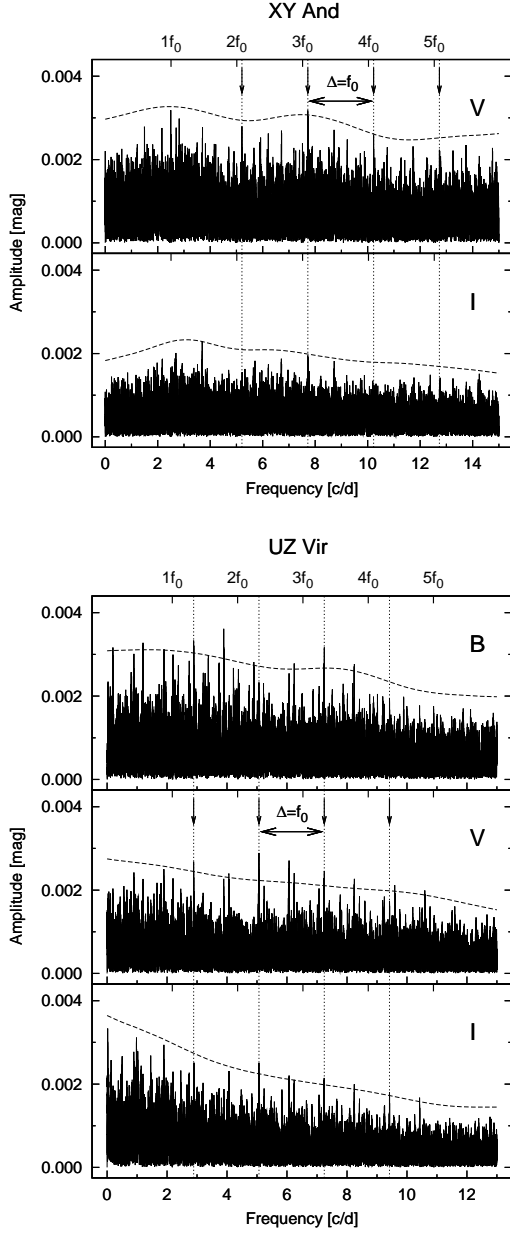 XY And
1f₀ 2f₀ 3f₀ 4f₀ 5f₀
0.004
0.002
0.000
Δ=f₀
V
0.004
0.002
0.000
I
Amplitude [mag]
0 2 4 6 8 10 12 14
Frequency [c/d]
UZ Vir
1f₀ 2f₀ 3f₀ 4f₀ 5f₀
0.004
0.002
0.000
B
0.004
0.002
0.000
Δ=f₀
V
Amplitude [mag]
0.004
0.002
0.000
I
0 2 4 6 8 10 12
Frequency [c/d]